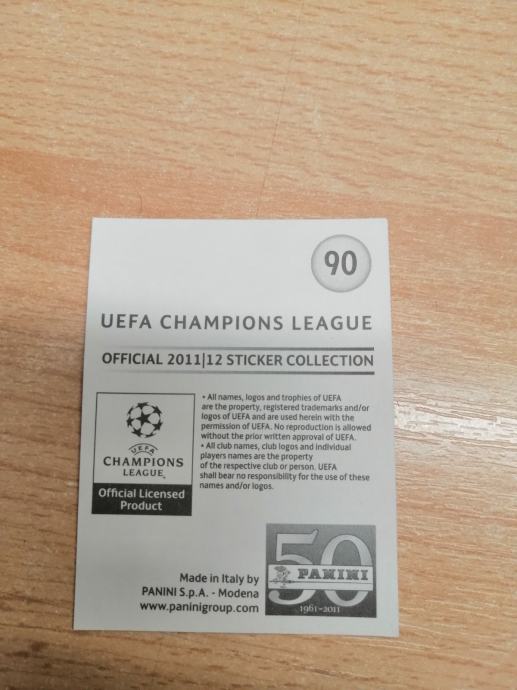 90
UEFA CHAMPIONS LEAGUE
OFFICIAL 2011|12 STICKER COLLECTION
UEFA
CHAMPIONS
LEAGUE
Official Licensed
Product
• All names, logos and trophies of UEFA
are the property, registered trademarks and/or
logos of UEFA and are used herein with the
permission of UEFA. No reproduction is allowed
without the prior written approval of UEFA.
• All club names, club logos and individual
players names are the property
of the respective club or person. UEFA
shall bear no responsibility for the use of these
names and/or logos.
Made in Italy by
PANINI S.p.A. - Modena
www.paninigroup.com
50
PANINI
1961-2011